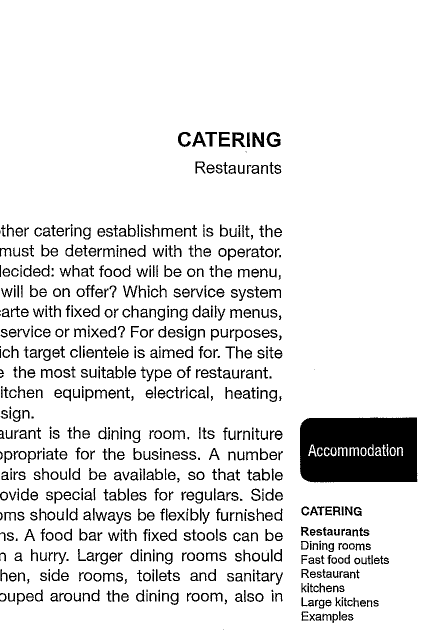 CATERING
Restaurants
other catering establishment is built, the
must be determined with the operator.
decided: what food will be on the menu,
will be on offer? Which service system
carte with fixed or changing daily menus,
service or mixed? For design purposes,
which target clientele is aimed for. The site
the most suitable type of restaurant.
kitchen equipment, electrical, heating,
sign.
aurant is the dining room. Its furniture
appropriate for the business. A number
airs should be available, so that table
ovide special tables for regulars. Side
oms should always be flexibly furnished
ns. A food bar with fixed stools can be
n a hurry. Larger dining rooms should
hen, side rooms, toilets and sanitary
ouped around the dining room, also in
Accommodation
CATERING
Restaurants
Dining rooms
Fast food outlets
Restaurant
kitchens
Large kitchens
Examples